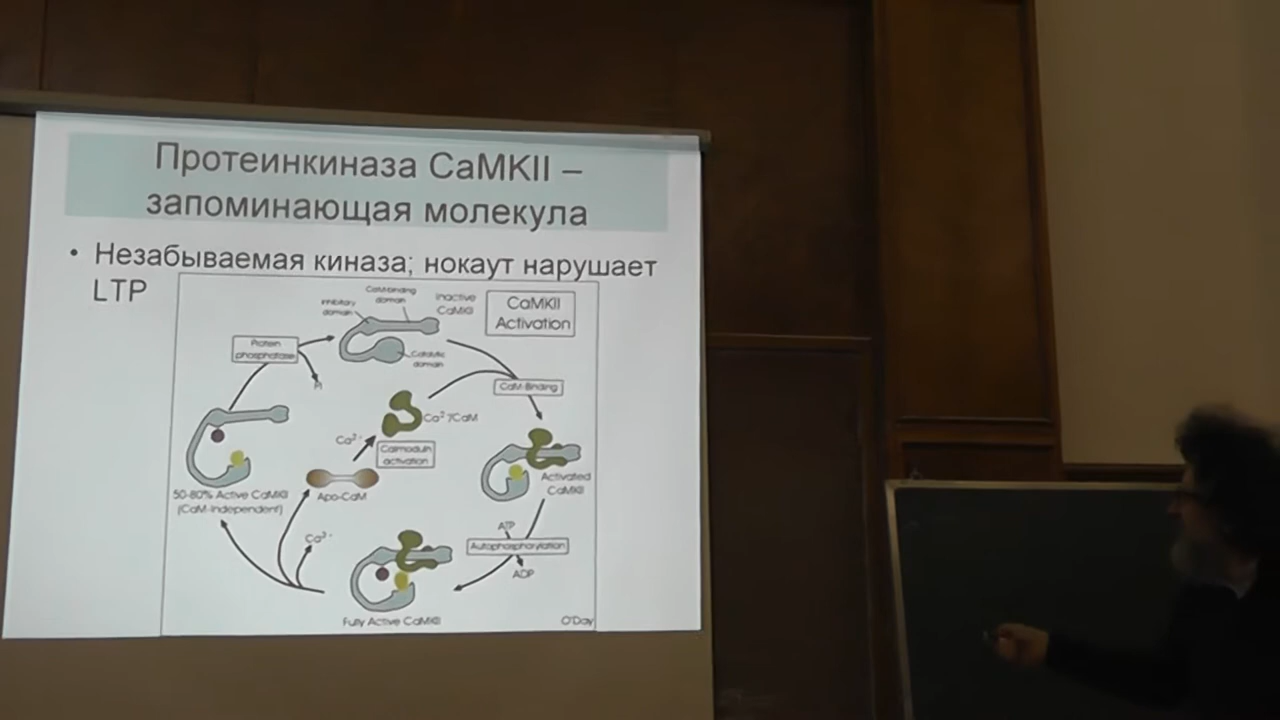 Протеинкиназа CaMKII –
запоминающая молекула
• Незабываемая киназа; нокаут нарушает
LTP
CaM-binding
domain
Inhibitory
domain
Inactive
CaMKII
CaMKII
Activation
Protein
phosphatase
Catalytic
domain
Pi
CaM-Binding
Ca2+/CaM
Ca2+
Calmodulin
activation
Activated
CaMKII
50-80% Active CaMKII
(CaM-Independent)
Apo-CaM
ATP
Ca2+
Autophosphorylation
ADP
Fully Active CaMKII
O'Day